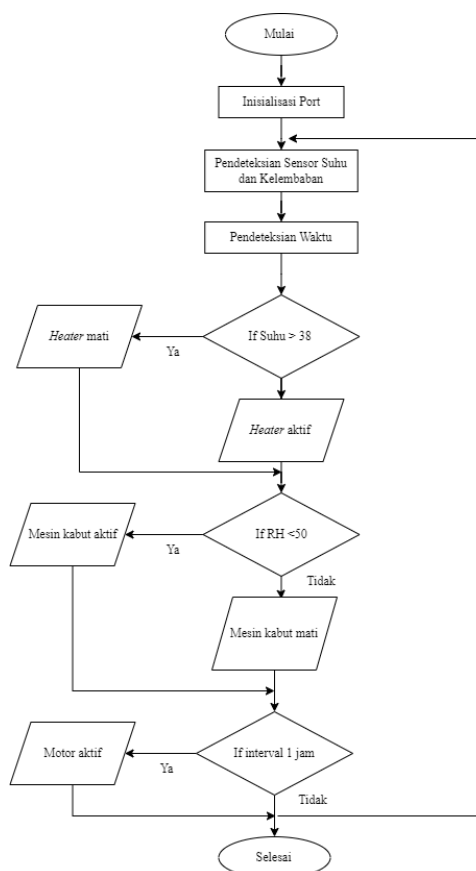 Mulai
Inisialisasi Port
Pendeteksian Sensor Suhu
dan Kelembaban
Pendeteksian Waktu
If Suhu > 38
Ya
Heater mati
Heater aktif
If RH <50
Ya
Mesin kabut aktif
Tidak
Mesin kabut mati
If interval 1 jam
Ya
Motor aktif
Tidak
Selesai